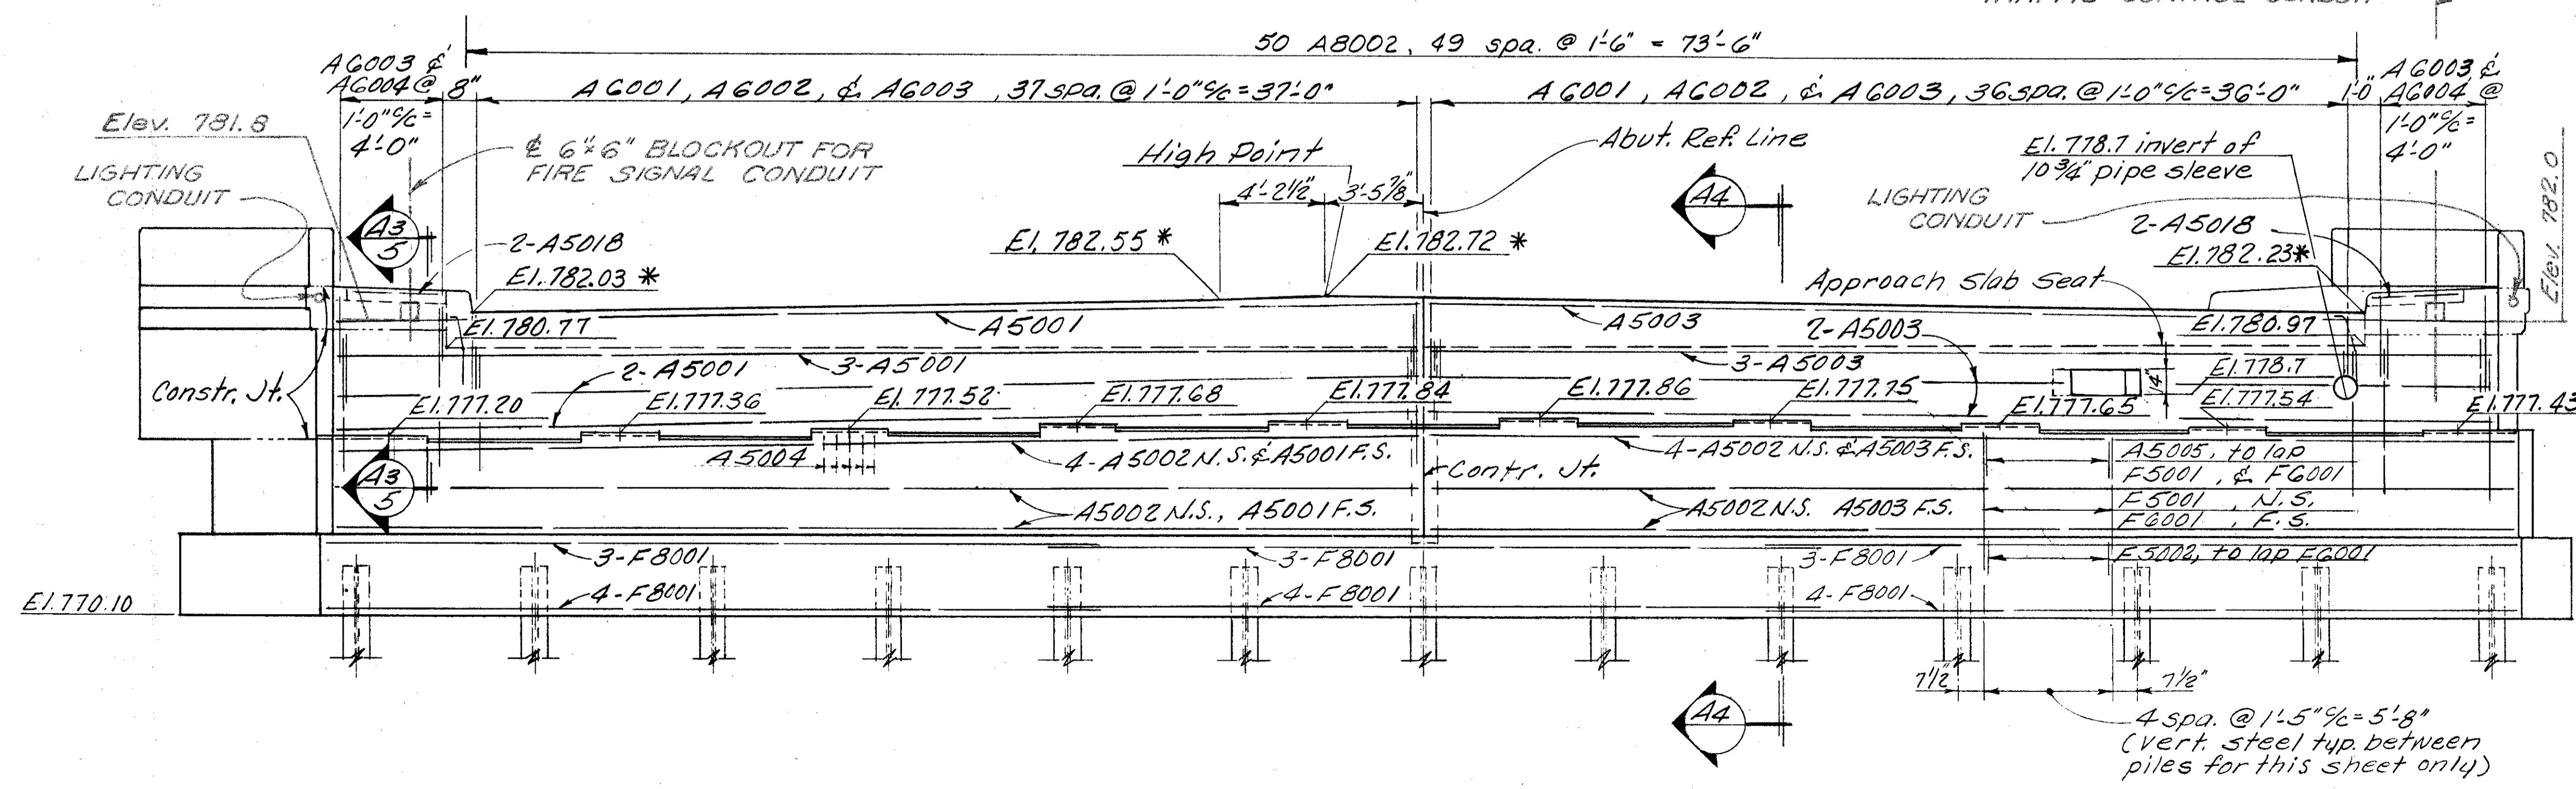 50 A8002, 49 spa. @ 1'-6" = 73'-6"
A6003 &
A6004 @
1'-0" c/c =
4'-0"
8"
A6001, A6002, & A6003, 37 spa. @ 1'-0" c/c = 37'-0"
A6001, A6002, & A6003, 36 spa. @ 1'-0" c/c = 36'-0"
1'-0"
A6003 &
A6004 @
1'-0" c/c =
4'-0"
Elev. 781.8
LIGHTING
CONDUIT
℄ 6"x6" BLOCKOUT FOR
FIRE SIGNAL CONDUIT
High Point
4'-2½"
3'-5⅞"
Abut. Ref. Line
A4
El. 778.7 invert of
10¾" pipe sleeve
LIGHTING
CONDUIT
Elev. 782.0
A3
5
2-A5018
El. 782.03 *
El. 782.55 *
El. 782.72 *
2-A5018
El. 782.23 *
Approach Slab Seat
El. 780.77
A5001
A5003
2-A5003
El. 780.97
2-A5001
3-A5001
3-A5003
14"
El. 778.7
Constr. Jt.
El. 777.20
El. 777.36
El. 777.52
El. 777.68
El. 777.84
El. 777.86
El. 777.75
El. 777.65
El. 777.54
El. 777.43
A5004
4-A5002 N.S. & A5001 F.S.
Contr. Jt.
4-A5002 N.S. & A5003 F.S.
A5005, to lap
F5001, & F6001
F5001, N.S.
F6001, F.S.
A3
5
A5002 N.S., A5001 F.S.
A5002 N.S. A5003 F.S.
3-F8001
3-F8001
3-F8001
F5002, to lap F6001
El. 770.10
4-F8001
4-F8001
4-F8001
7½"
7½"
A4
4 spa. @ 1'-5" c/c = 5'-8"
(vert. steel typ. between
piles for this sheet only)